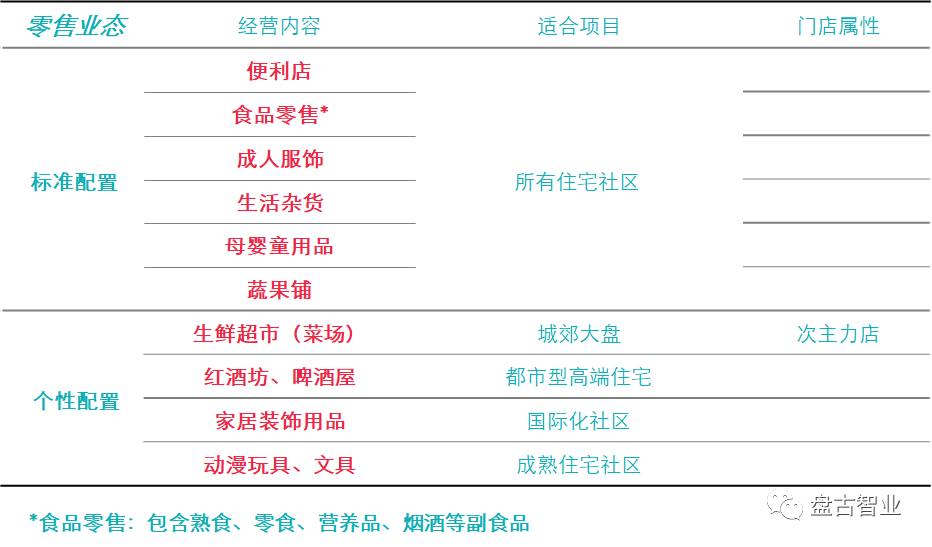 零售业态 经营内容 适合项目 门店属性
便利店
食品零售*
成人服饰
标准配置 所有住宅社区
生活杂货
母婴童用品
蔬果铺
生鲜超市（菜场） 城郊大盘 次主力店
红酒坊、啤酒屋 都市型高端住宅
个性配置
家居装饰用品 国际化社区
动漫玩具、文具 成熟住宅社区
盘古智业
*食品零售：包含熟食、零食、营养品、烟酒等副食品